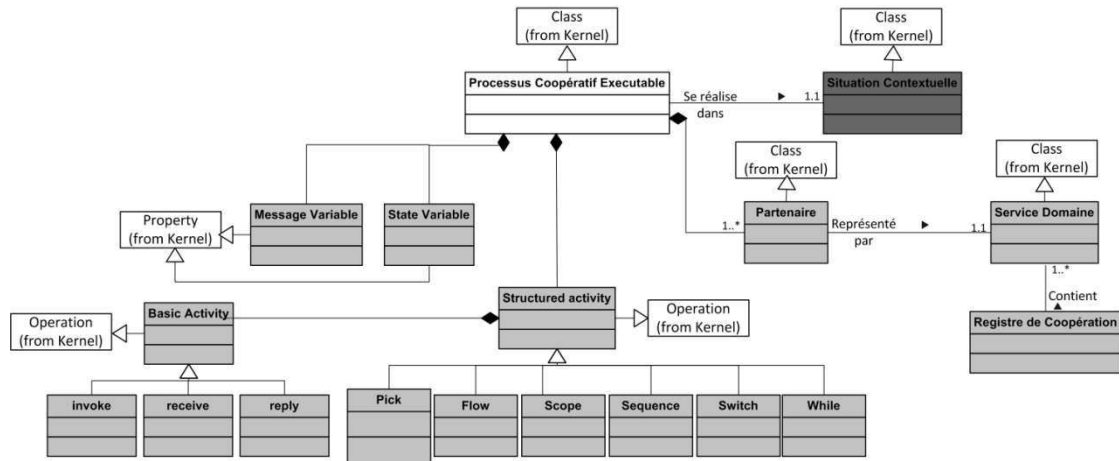 Class
(from Kernel)
Class
(from Kernel)
Processus Coopératif Executable
Situation Contextuelle
Se réalise
dans
1.1
Class
(from Kernel)
Class
(from Kernel)
Property
(from Kernel)
Message Variable
State Variable
Partenaire
Service Domaine
1..*
Représenté
par
1.1
1..*
Contient
Operation
(from Kernel)
Basic Activity
Structured activity
Operation
(from Kernel)
Registre de Coopération
invoke
receive
reply
Pick
Flow
Scope
Sequence
Switch
While